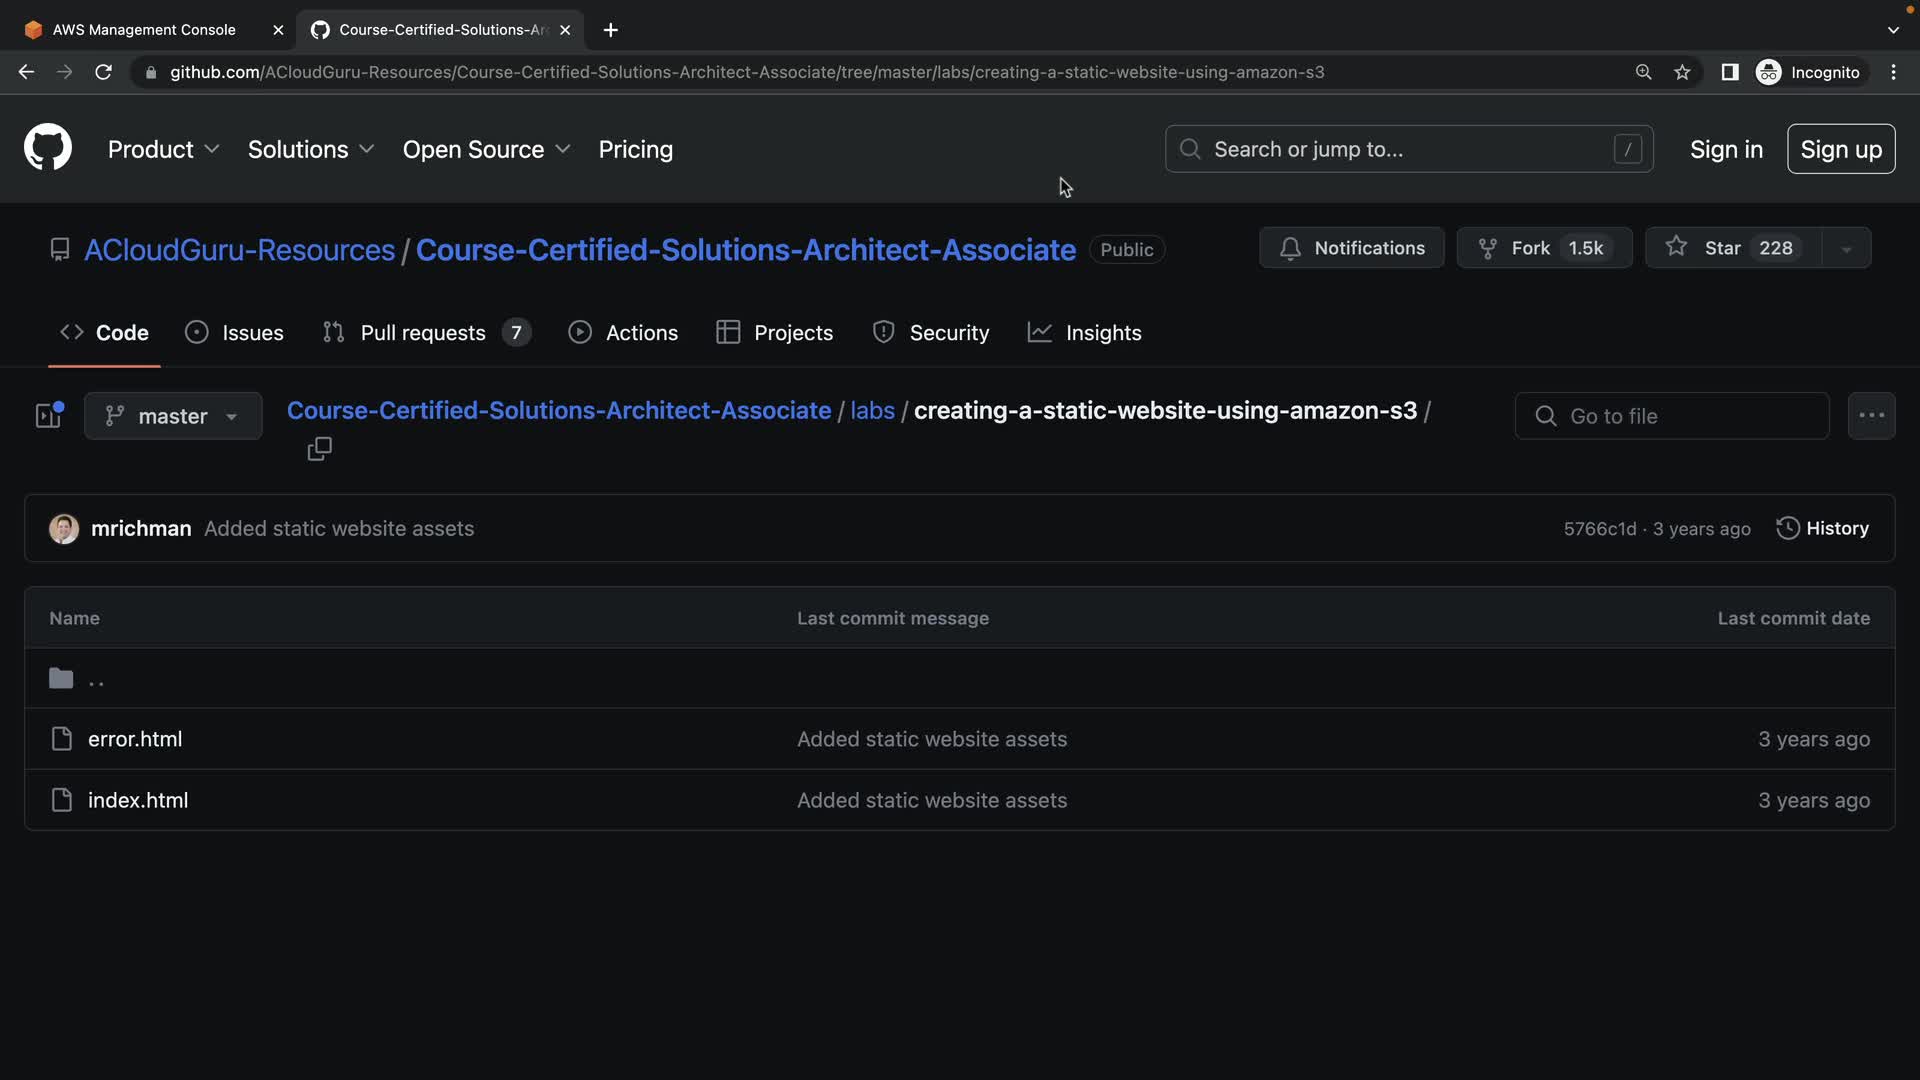 AWS Management Console
Course-Certified-Solutions-Ar
github.com/ACloudGuru-Resources/Course-Certified-Solutions-Architect-Associate/tree/master/labs/creating-a-static-website-using-amazon-s3
Incognito
Product Solutions Open Source Pricing
Search or jump to... /
Sign in
Sign up
ACloudGuru-Resources / Course-Certified-Solutions-Architect-Associate Public
Notifications
Fork 1.5k
Star 228
Code Issues Pull requests 7 Actions Projects Security Insights
master
Course-Certified-Solutions-Architect-Associate / labs / creating-a-static-website-using-amazon-s3 /
Go to file
mrichman Added static website assets
5766c1d · 3 years ago
History
Name Last commit message Last commit date
..
error.html Added static website assets 3 years ago
index.html Added static website assets 3 years ago